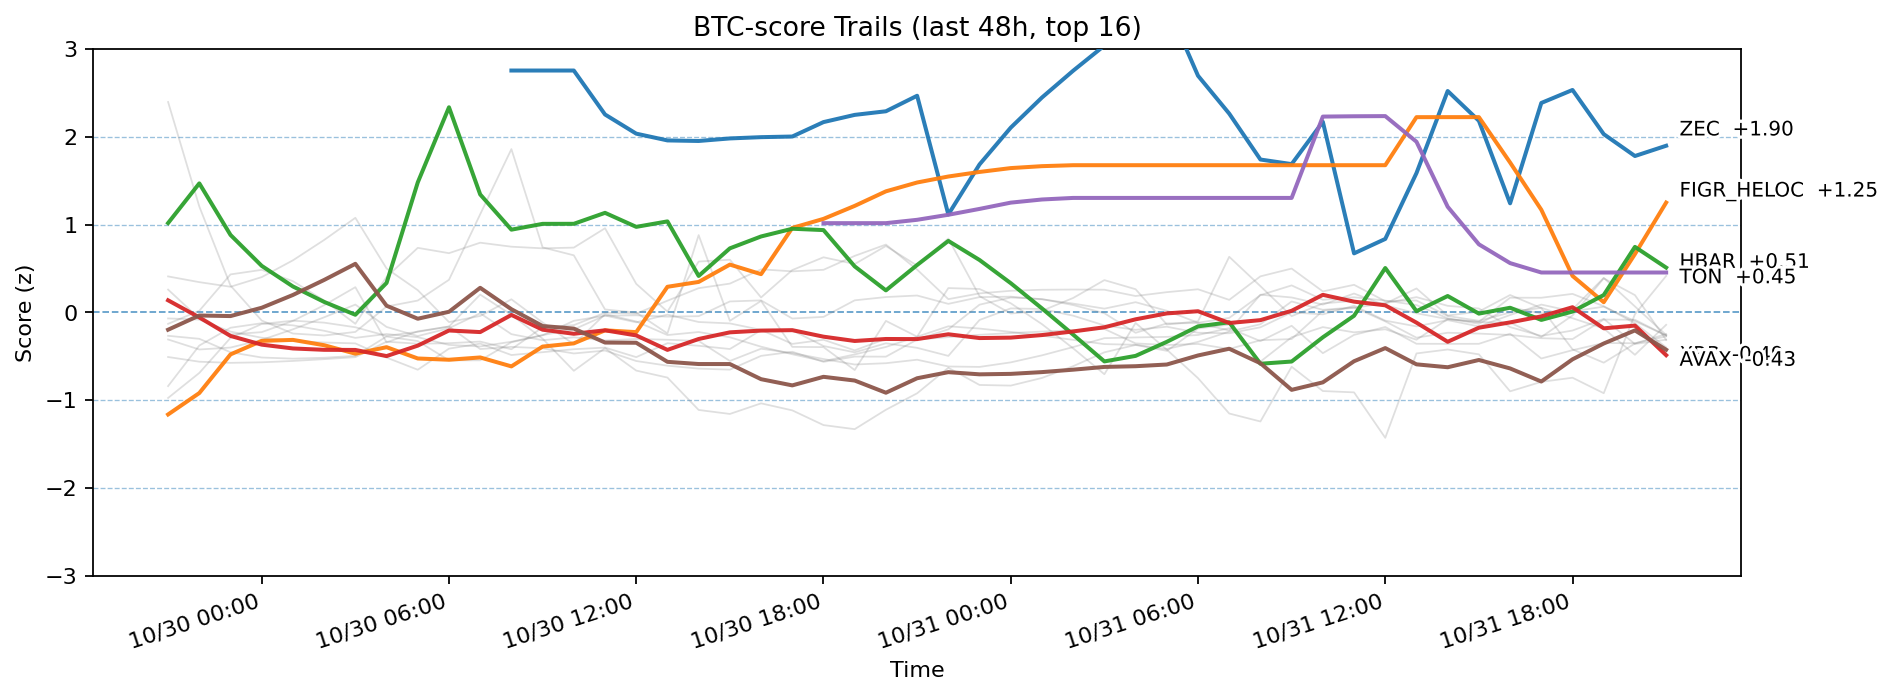 BTC-score Trails (last 48h, top 16)
3
2
1
0
−1
−2
−3
Score (z)
ZEC +1.90
FIGR_HELOC +1.25
HBAR +0.51
TON +0.45
AVAX −0.43
10/30 00:00
10/30 06:00
10/30 12:00
10/30 18:00
10/31 00:00
10/31 06:00
10/31 12:00
10/31 18:00
Time